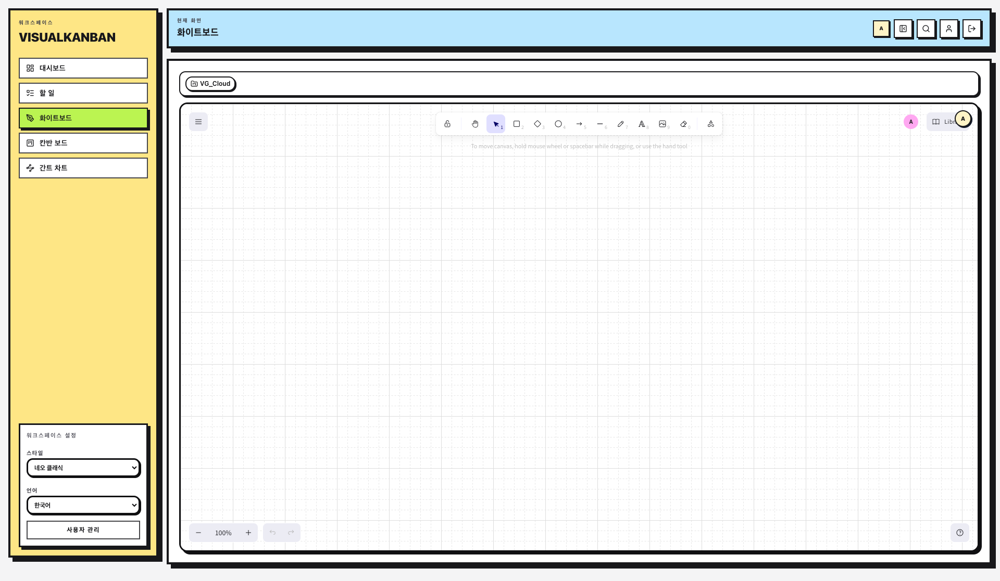 워크스페이스
VISUALKANBAN
대시보드
할 일
화이트보드
칸반 보드
간트 차트
워크스페이스 설정
스타일
네오 클래식
언어
한국어
사용자 관리
현재 화면
화이트보드
A
VG_Cloud
1 2 3 4 5 6 7 8 9 0
A
A
To move canvas, hold mouse wheel or spacebar while dragging, or use the hand tool
100%